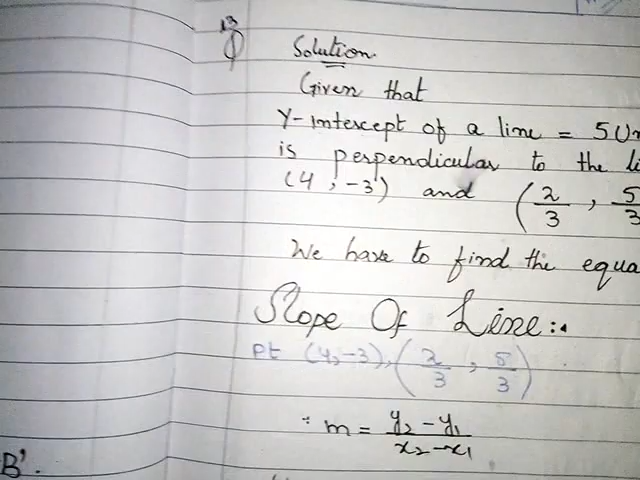 13
Solution
Given that
Y-Intercept of a line = 5
is perpendicular to the
(4, -3) and (2/3, 5/3
We have to find the equa
Slope Of Line:.
pt (4, -3), (2/3, 5/3)
∵ m = y₂ - y₁ / x₂ - x₁
B'.